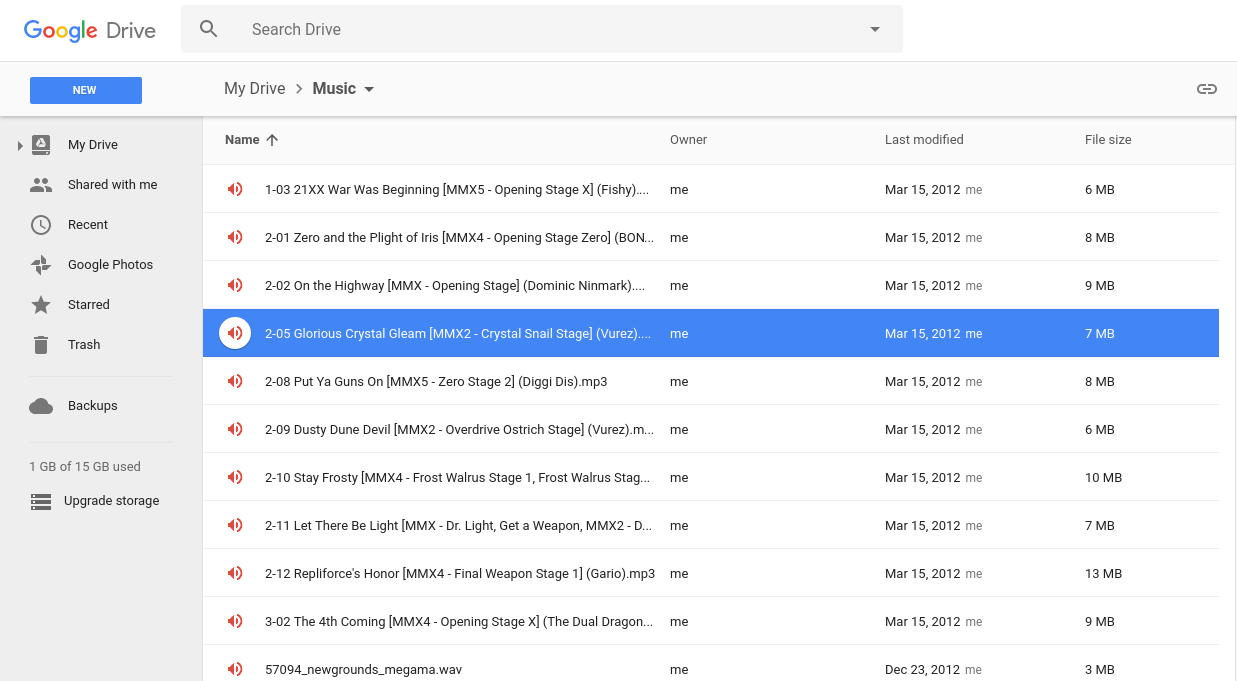 Google Drive
Search Drive
NEW
My Drive > Music
Name Owner Last modified File size
My Drive
Shared with me
Recent
Google Photos
Starred
Trash
Backups
1 GB of 15 GB used
Upgrade storage
1-03 21XX War Was Beginning [MMX5 - Opening Stage X] (Fishy).... me Mar 15, 2012 me 6 MB
2-01 Zero and the Plight of Iris [MMX4 - Opening Stage Zero] (BON... me Mar 15, 2012 me 8 MB
2-02 On the Highway [MMX - Opening Stage] (Dominic Ninmark).... me Mar 15, 2012 me 9 MB
2-05 Glorious Crystal Gleam [MMX2 - Crystal Snail Stage] (Vurez).... me Mar 15, 2012 me 7 MB
2-08 Put Ya Guns On [MMX5 - Zero Stage 2] (Diggi Dis).mp3 me Mar 15, 2012 me 8 MB
2-09 Dusty Dune Devil [MMX2 - Overdrive Ostrich Stage] (Vurez).m... me Mar 15, 2012 me 6 MB
2-10 Stay Frosty [MMX4 - Frost Walrus Stage 1, Frost Walrus Stag... me Mar 15, 2012 me 10 MB
2-11 Let There Be Light [MMX - Dr. Light, Get a Weapon, MMX2 - D... me Mar 15, 2012 me 7 MB
2-12 Repliforce's Honor [MMX4 - Final Weapon Stage 1] (Gario).mp3 me Mar 15, 2012 me 13 MB
3-02 The 4th Coming [MMX4 - Opening Stage X] (The Dual Dragon... me Mar 15, 2012 me 9 MB
57094_newgrounds_megama.wav me Dec 23, 2012 me 3 MB